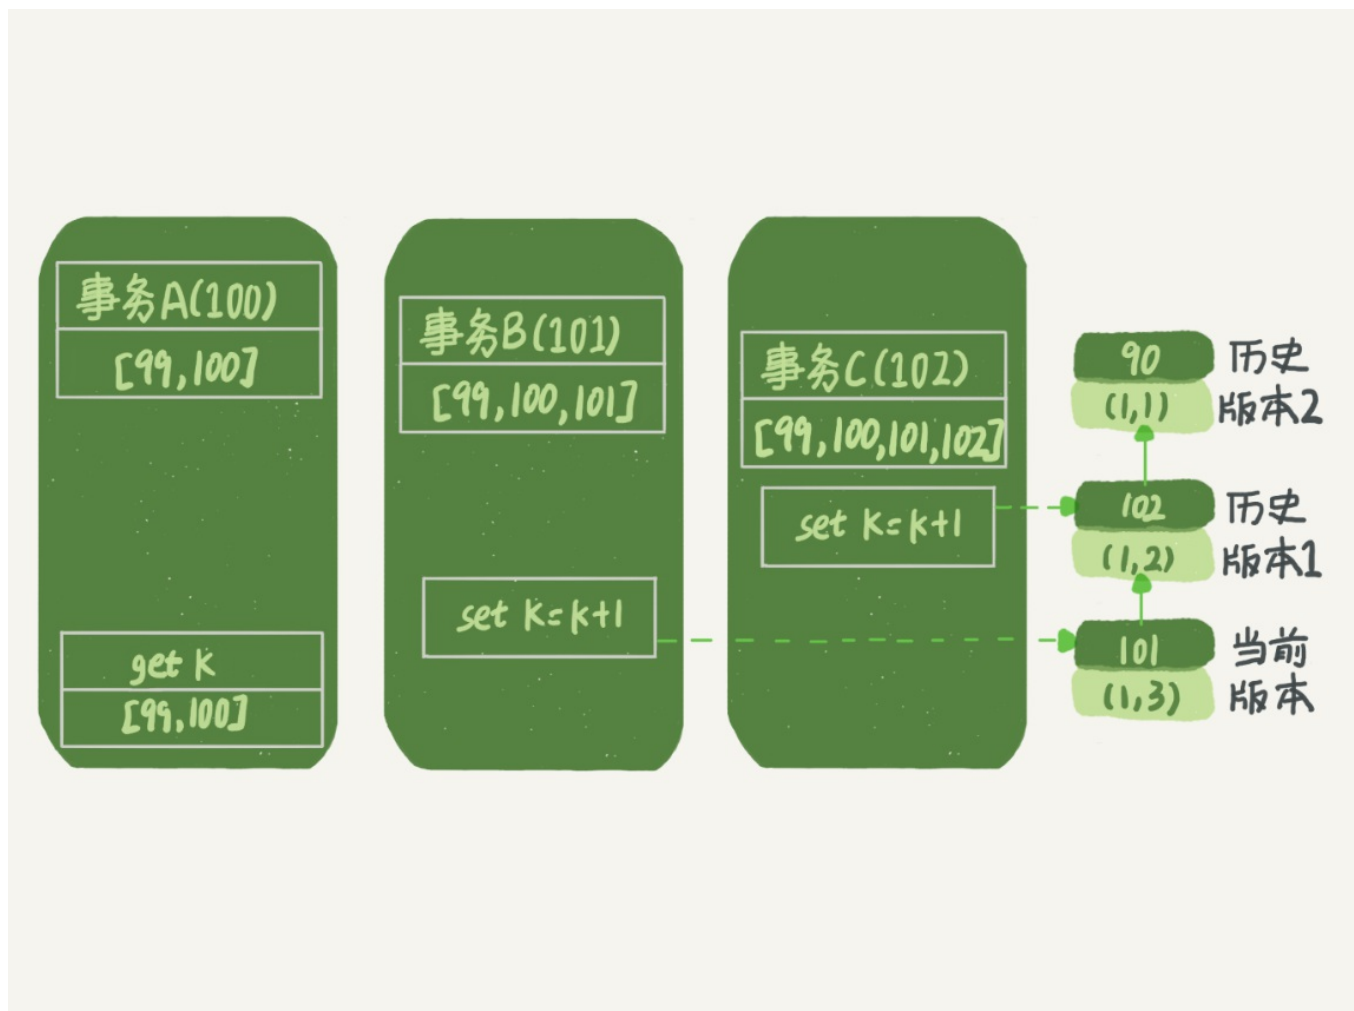 事务A(100)
[99,100]
get k
[99,100]
事务B(101)
[99,100,101]
set k=k+1
事务C(102)
[99,100,101,102]
set k=k+1
90
(1,1)
历史
版本2
102
(1,2)
历史
版本1
101
(1,3)
当前
版本